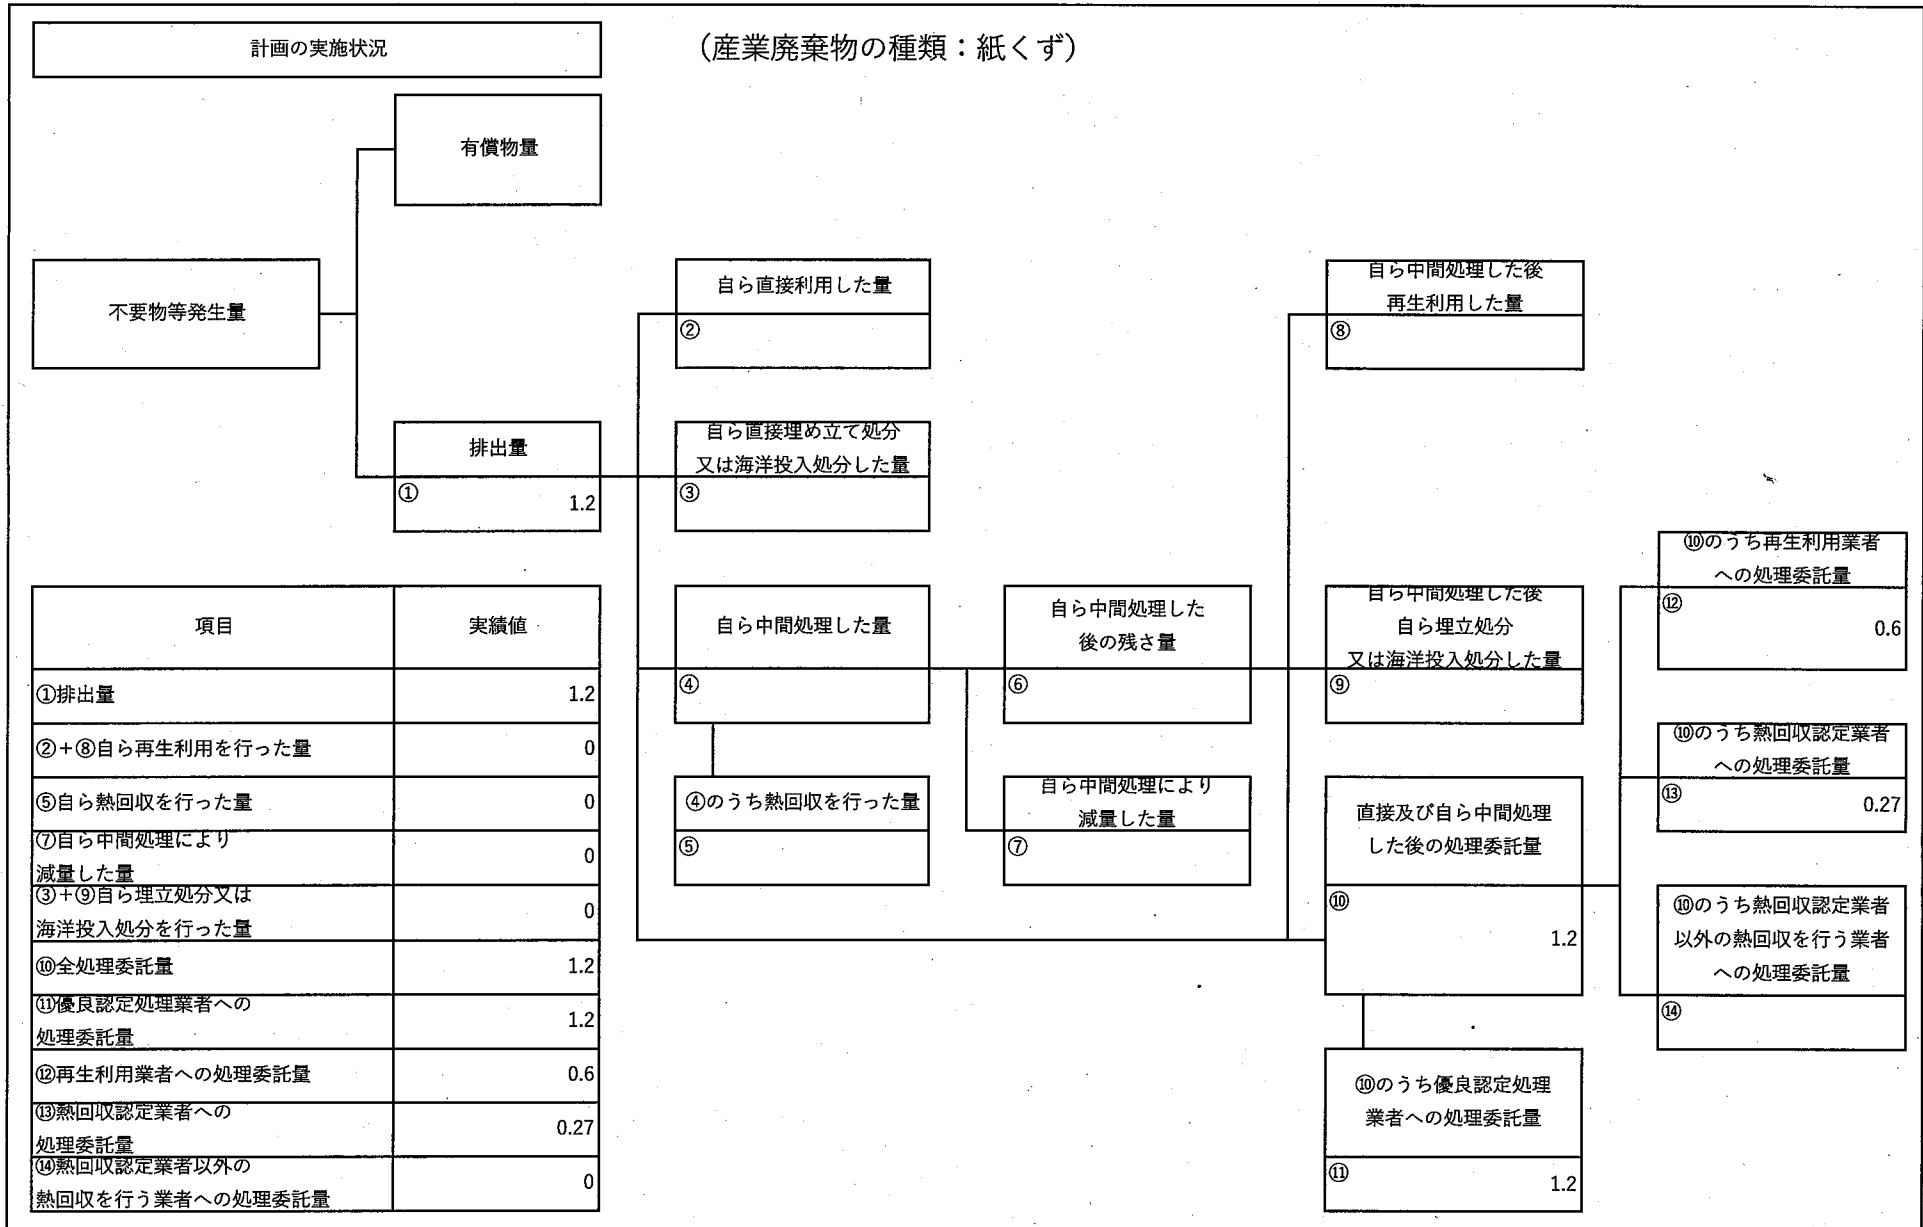 計画の実施状況
（産業廃棄物の種類：紙くず）
有償物量
不要物等発生量
自ら直接利用した量
②
自ら中間処理した後
再生利用した量
⑧
排出量
①
1.2
自ら直接埋め立て処分
又は海洋投入処分した量
③
自ら中間処理した量
④
自ら中間処理した
後の残さ量
⑥
自ら中間処理した後
自ら埋立処分
又は海洋投入処分した量
⑨
⑩のうち再生利用業者
への処理委託量
⑫
0.6
④のうち熱回収を行った量
⑤
自ら中間処理により
減量した量
⑦
直接及び自ら中間処理
した後の処理委託量
⑩
1.2
⑩のうち熱回収認定業者
への処理委託量
⑬
0.27
⑩のうち熱回収認定業者
以外の熱回収を行う業者
への処理委託量
⑭
⑩のうち優良認定処理
業者への処理委託量
⑪
1.2
項目 実績値
①排出量 1.2
②＋⑧自ら再生利用を行った量 0
⑤自ら熱回収を行った量 0
⑦自ら中間処理により
減量した量 0
③＋⑨自ら埋立処分又は
海洋投入処分を行った量 0
⑩全処理委託量 1.2
⑪優良認定処理業者への
処理委託量 1.2
⑫再生利用業者への処理委託量 0.6
⑬熱回収認定業者への
処理委託量 0.27
⑭熱回収認定業者以外の
熱回収を行う業者への処理委託量 0